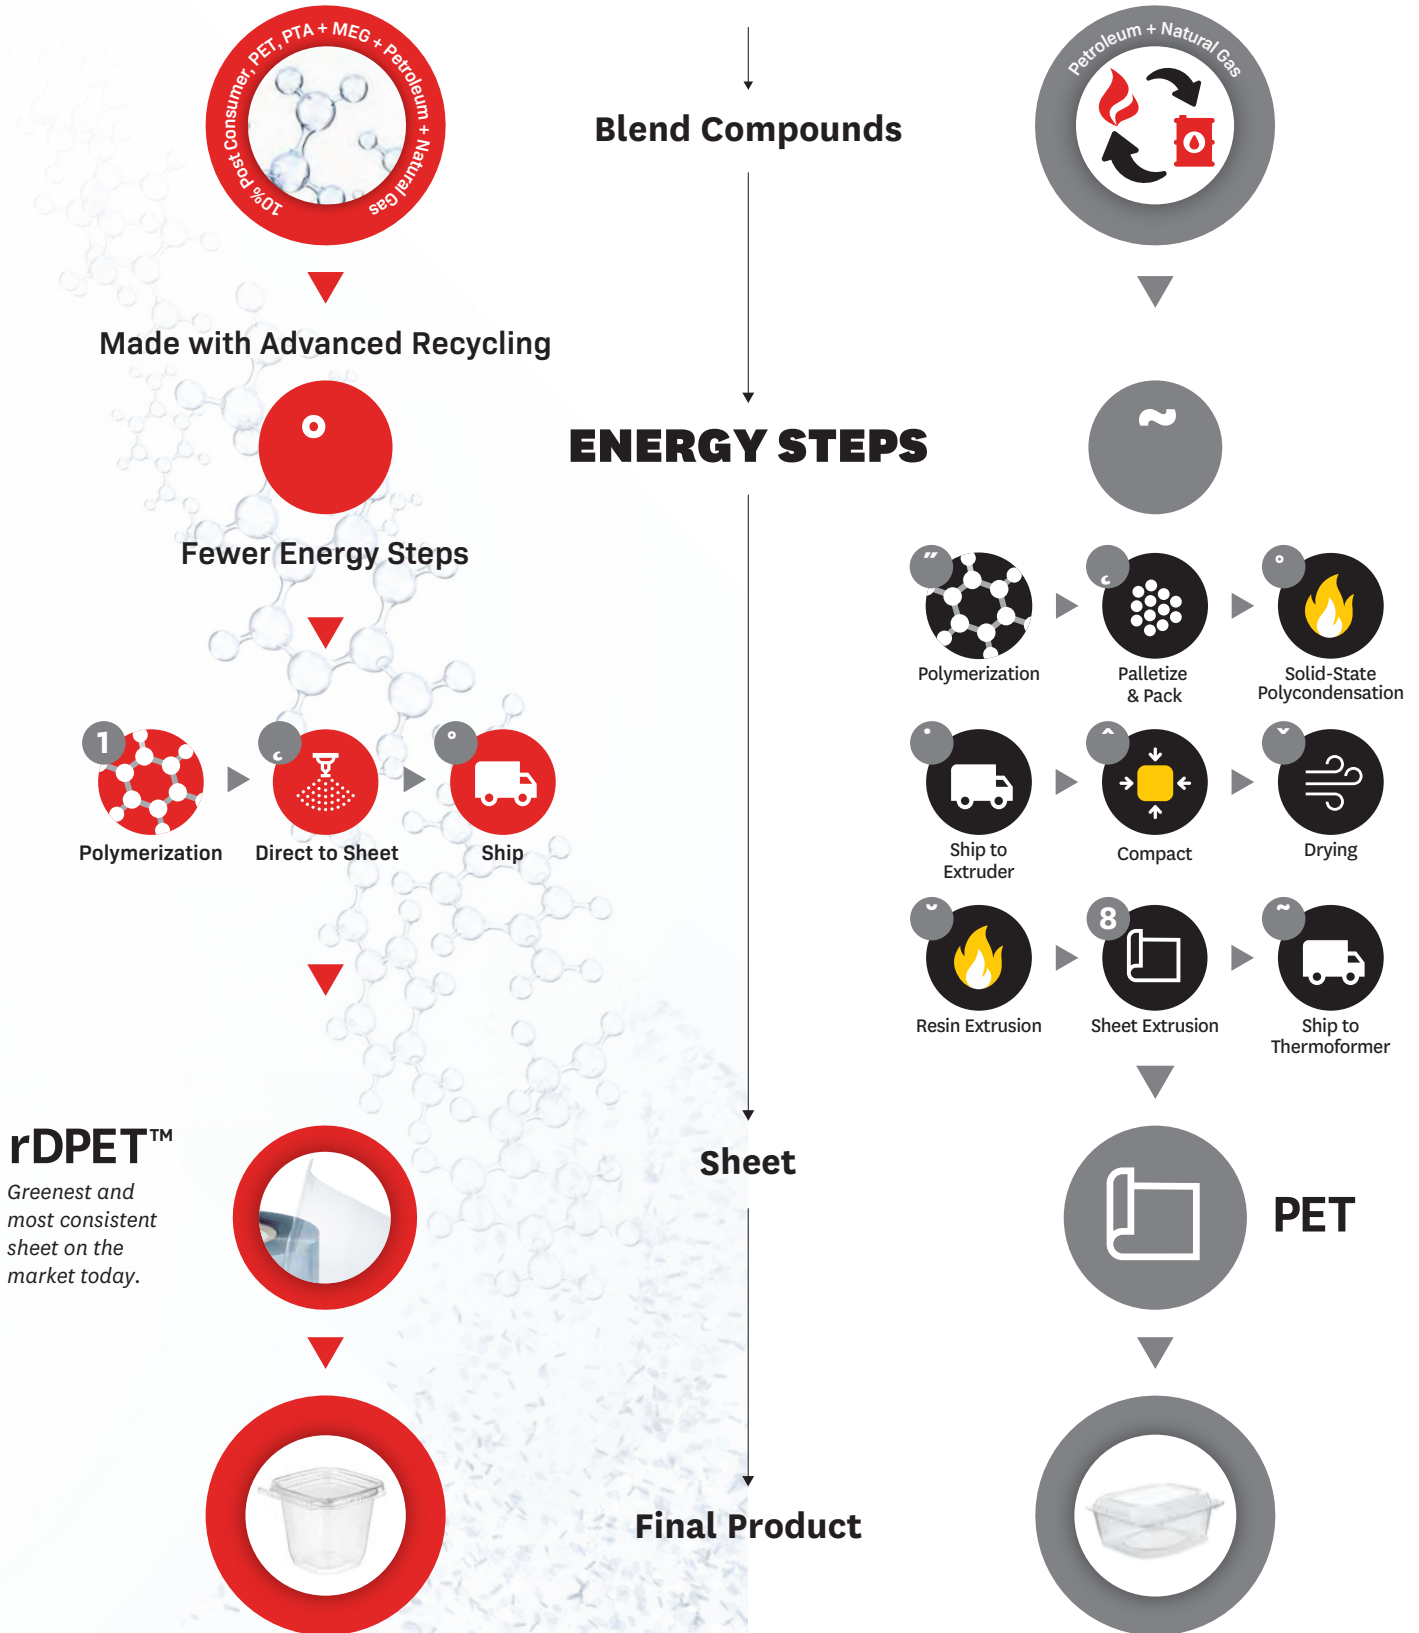 10% Post Consumer, PET, PTA + MEG + Petroleum + Natural Gas
Blend Compounds
Petroleum + Natural Gas
Made with Advanced Recycling
ENERGY STEPS
Fewer Energy Steps
1
Polymerization
Direct to Sheet
Ship
Polymerization
Palletize
& Pack
Solid-State
Polycondensation
Ship to
Extruder
Compact
Drying
Resin Extrusion
8
Sheet Extrusion
Ship to
Thermoformer
rDPET™
Greenest and
most consistent
sheet on the
market today.
Sheet
PET
Final Product